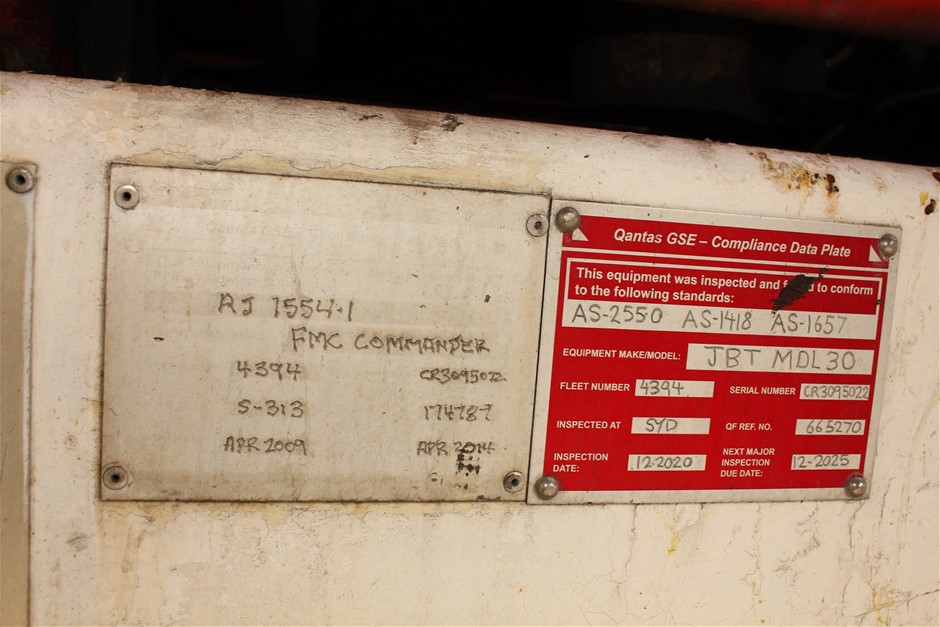 AS 1554.1
FMC COMMANDER
4394 CR3095022
S-313 174787
APR 2009 APR 2014
Qantas GSE – Compliance Data Plate
This equipment was inspected and to conform
to the following standards:
AS-2550 AS-1418 AS-1657
EQUIPMENT MAKE/MODEL: JBT MDL30
FLEET NUMBER 4394 SERIAL NUMBER CR3095022
INSPECTED AT SYD QF REF. NO. 665270
INSPECTION DATE: 12-2020 NEXT MAJOR INSPECTION DUE DATE: 12-2025